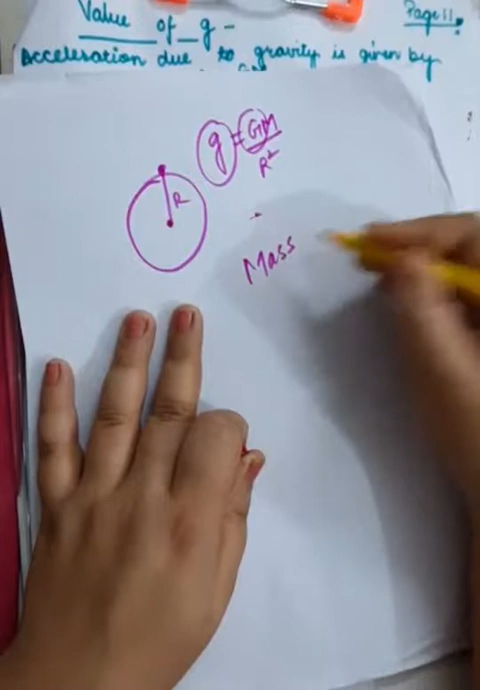 Value of g -
Page 11.
Acceleration due to gravity is given by
g = GM
R²
R
Mass